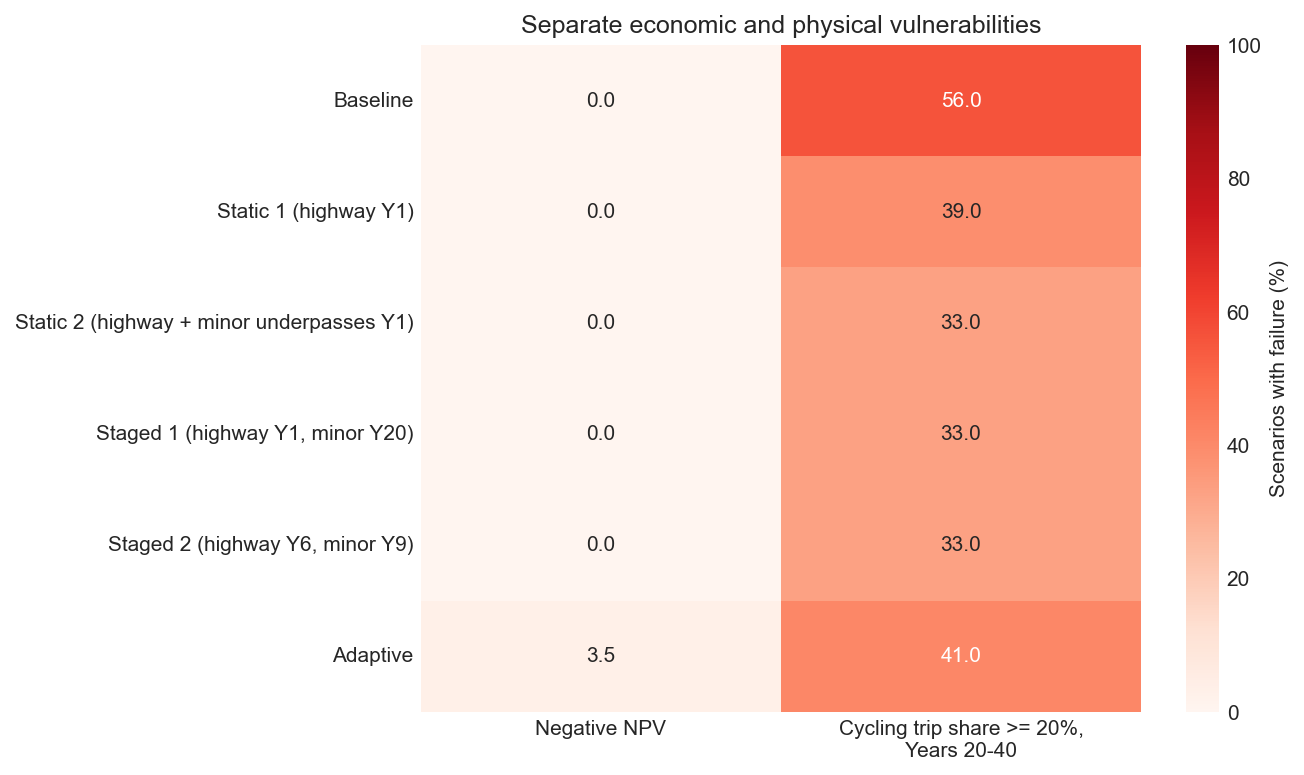 Separate economic and physical vulnerabilities
Baseline
0.0
56.0
Static 1 (highway Y1)
0.0
39.0
Static 2 (highway + minor underpasses Y1)
0.0
33.0
Staged 1 (highway Y1, minor Y20)
0.0
33.0
Staged 2 (highway Y6, minor Y9)
0.0
33.0
Adaptive
3.5
41.0
Negative NPV
Cycling trip share >= 20%,
Years 20-40
100
80
60
40
20
0
Scenarios with failure (%)